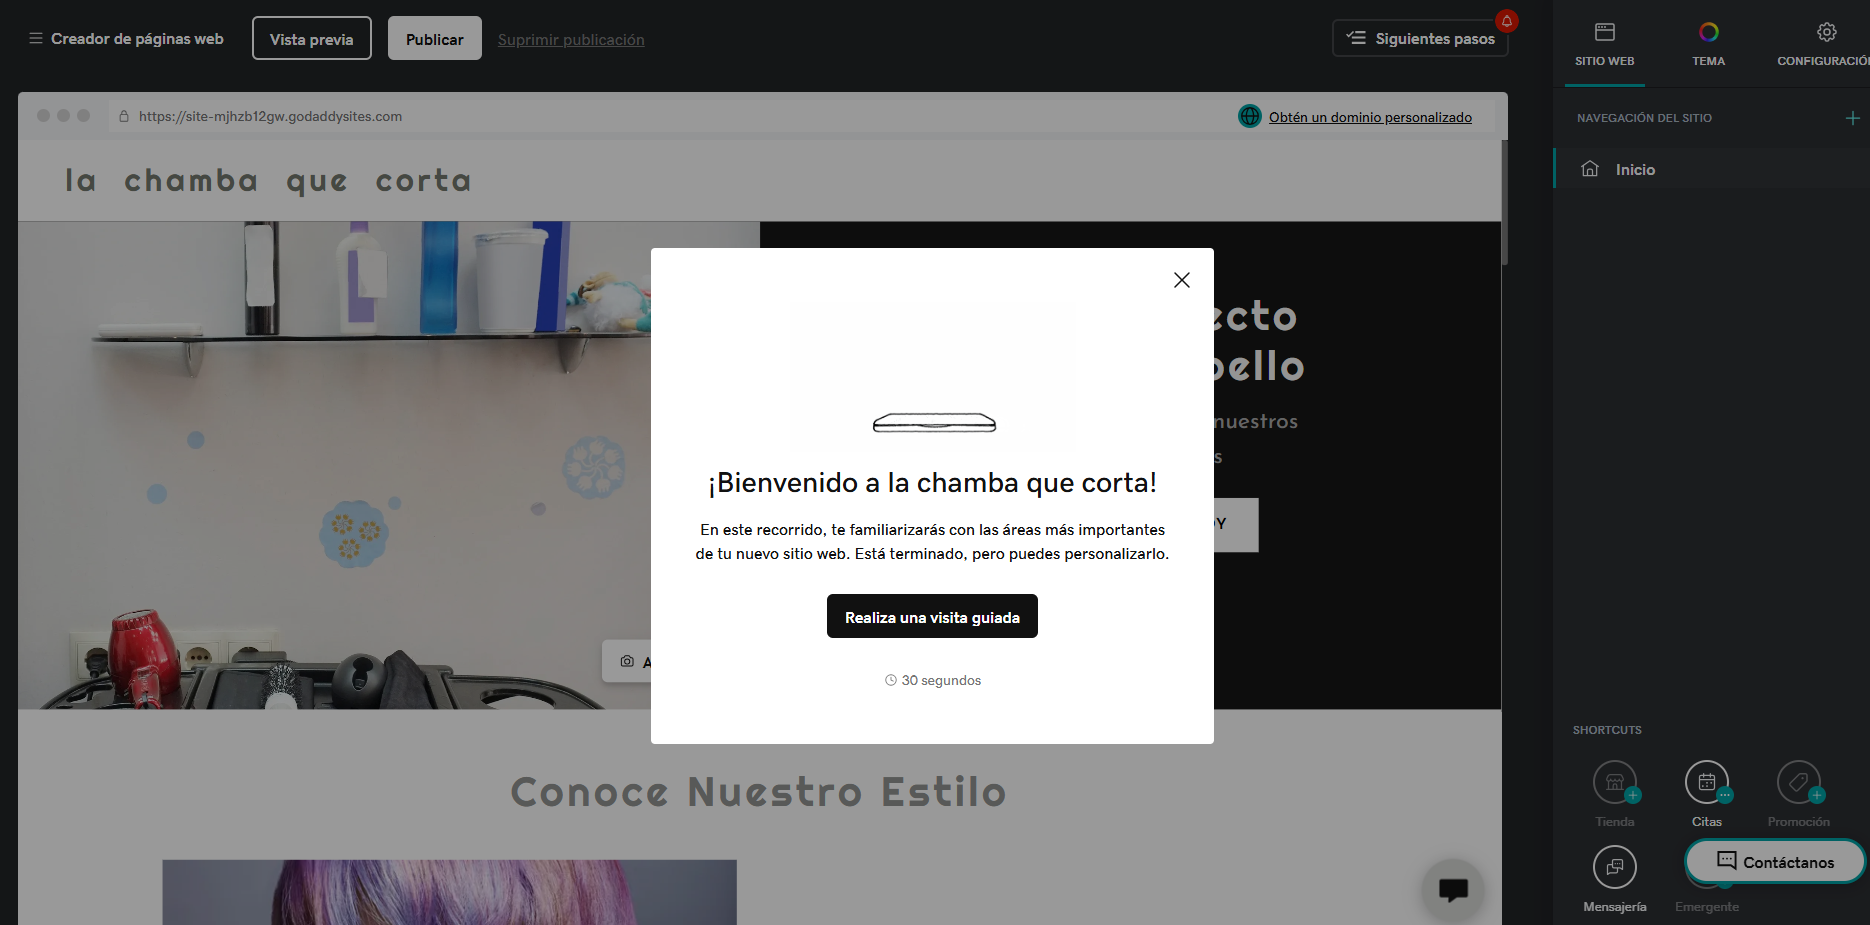 Creador de páginas web
Vista previa
Publicar
Suprimir publicación
Siguientes pasos
SITIO WEB
TEMA
CONFIGURACIÓN
https://site-mjhzb12gw.godaddysites.com
Obtén un dominio personalizado
NAVEGACIÓN DEL SITIO
Inicio
la chamba que corta
ecto
bello
nuestros
s
DY
¡Bienvenido a la chamba que corta!
En este recorrido, te familiarizarás con las áreas más importantes
de tu nuevo sitio web. Está terminado, pero puedes personalizarlo.
Realiza una visita guiada
30 segundos
A
Conoce Nuestro Estilo
SHORTCUTS
Tienda
Citas
Promoción
Contáctanos
Mensajería
Emergente